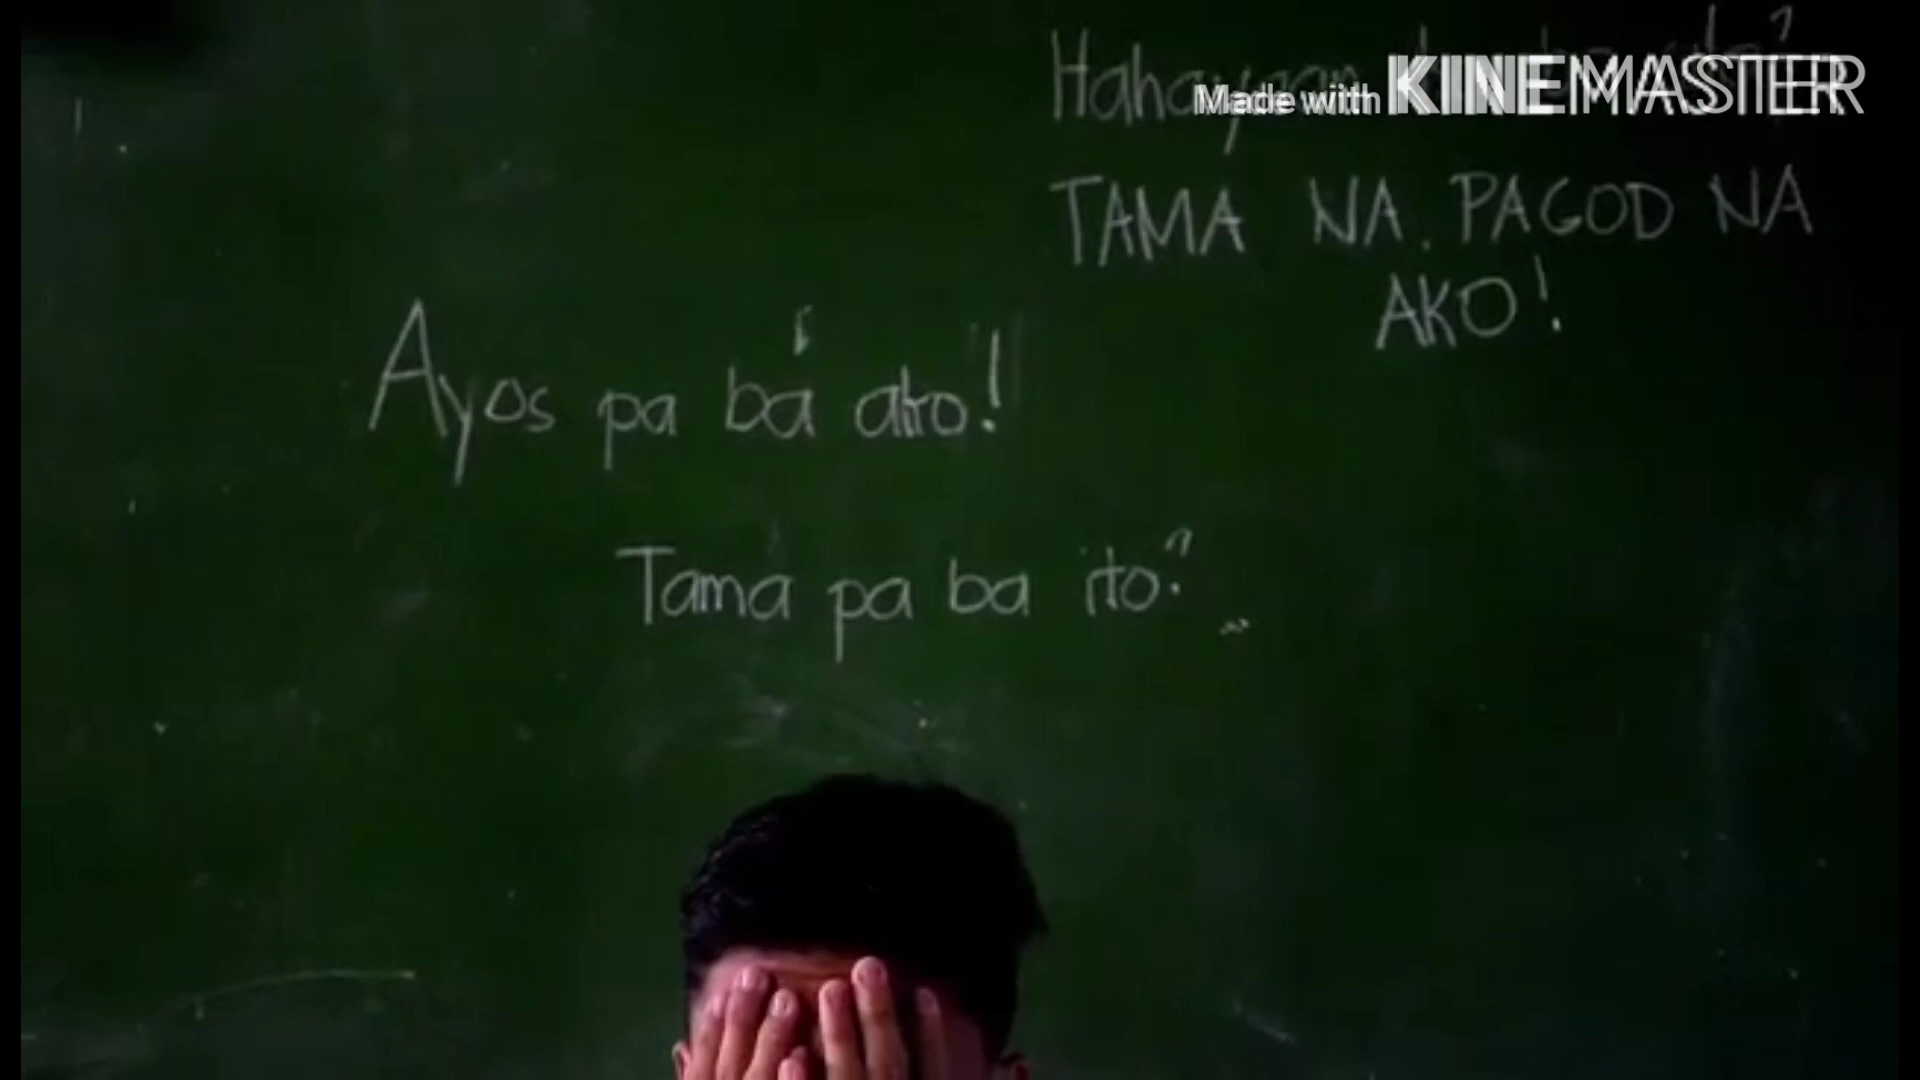 Made with KINEMASTER
TAMA NA. PAGOD NA
AKO!
Ayos pa ba ako!
Tama pa ba ito?